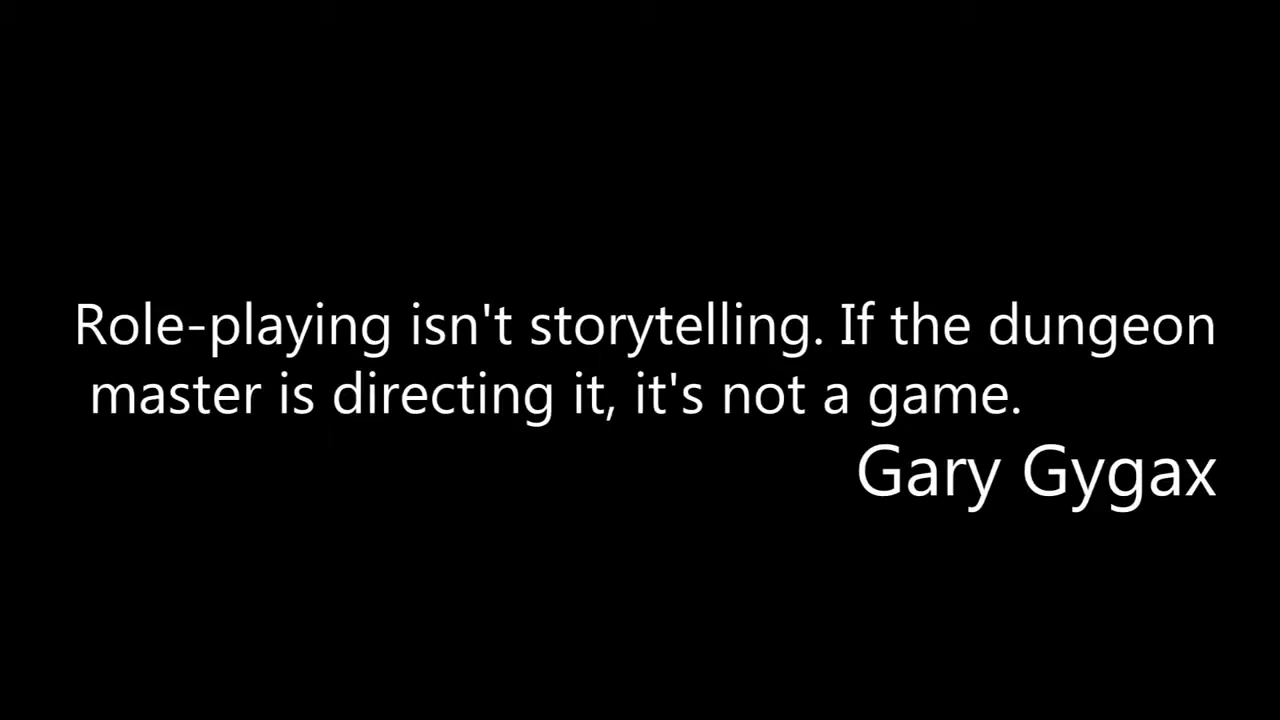 Role-playing isn't storytelling. If the dungeon
master is directing it, it's not a game.
Gary Gygax